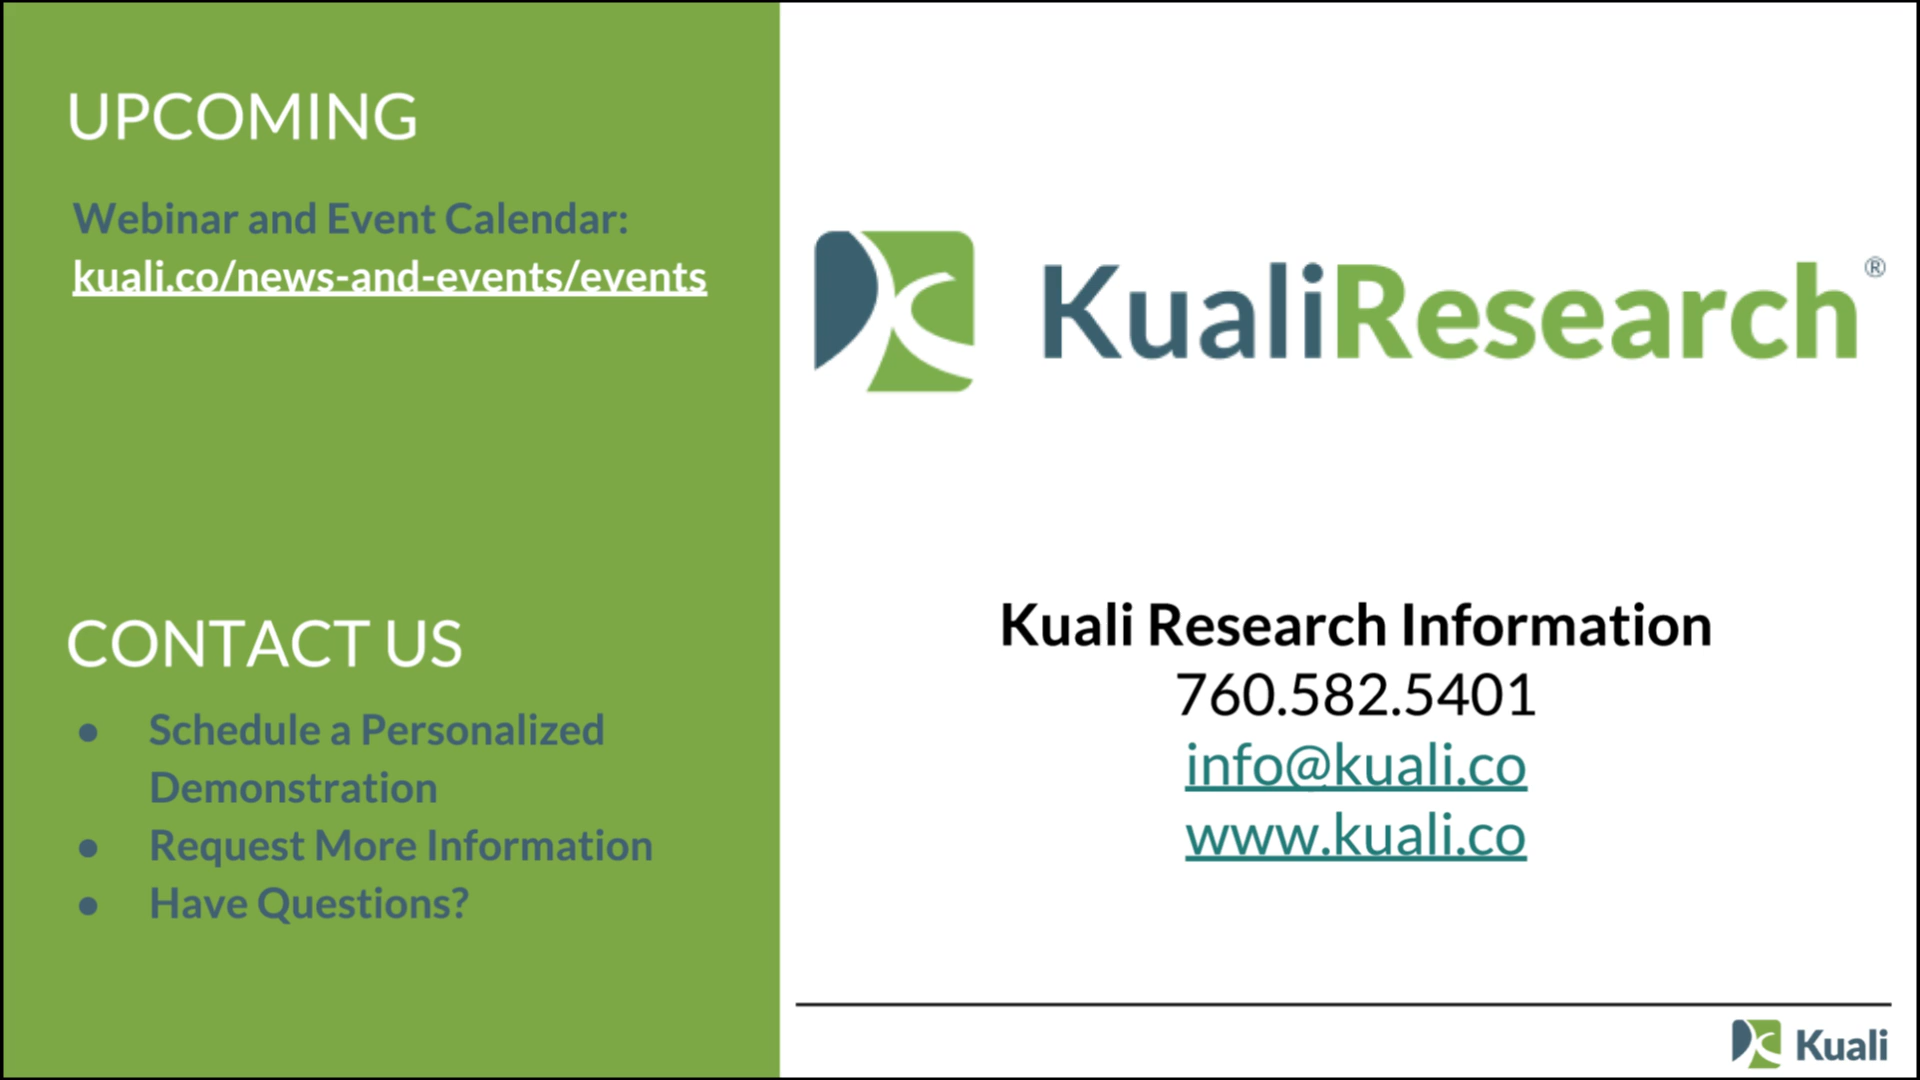 UPCOMING
Webinar and Event Calendar:
kuali.co/news-and-events/events
CONTACT US
● Schedule a Personalized
Demonstration
● Request More Information
● Have Questions?
KualiResearch®
Kuali Research Information
760.582.5401
info@kuali.co
www.kuali.co
Kuali